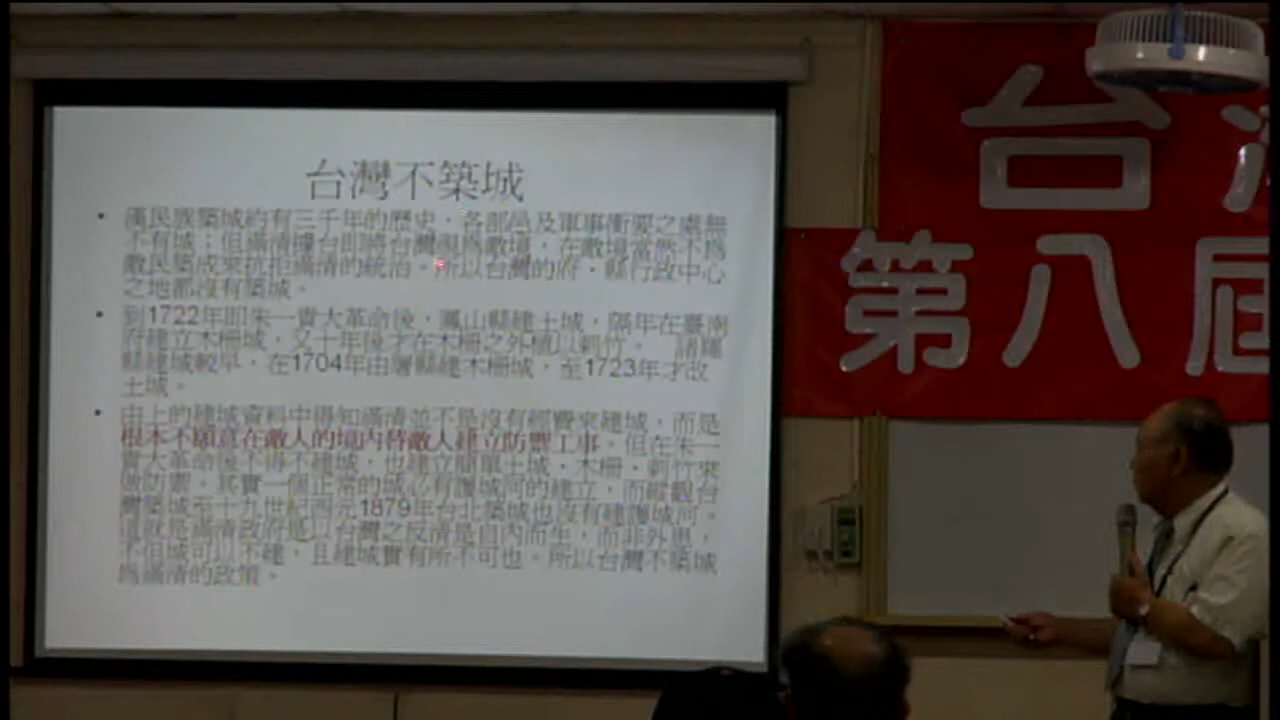 台灣不築城
• 漢民族築城約有三千年的歷史，各部邑及軍事衝要之處無
不有城；但滿清據台即將台灣視為敵境，在敵境當然不為
敵民築成來抗拒滿清的統治。所以台灣的府、縣行政中心
之地都沒有築城。
• 到1722年即朱一貴大革命後，鳳山縣建土城，隔年在臺南
府建立木柵城，又十年後才在木柵之外植以莿竹。 諸羅
縣建城較早，在1704年由署縣建木柵城，至1723年才改
土城。
• 由上的建城資料中得知滿清並不是沒有經費來建城，而是
根本不願意在敵人的境內替敵人建立防禦工事。但在朱一
貴大革命後不得不建城，也建立簡單土城、木柵、莿竹來
做防禦。其實一個正常的城必有護城河的建立，而縱觀台
灣築城至十九世紀西元1879年台北築城也沒有建護城河。
這就是滿清政府是以台灣之反清是自內而生，而非外患，
不但城可以不建，且建城實有所不可也。所以台灣不築城
為滿清的政策。
台
第八屆